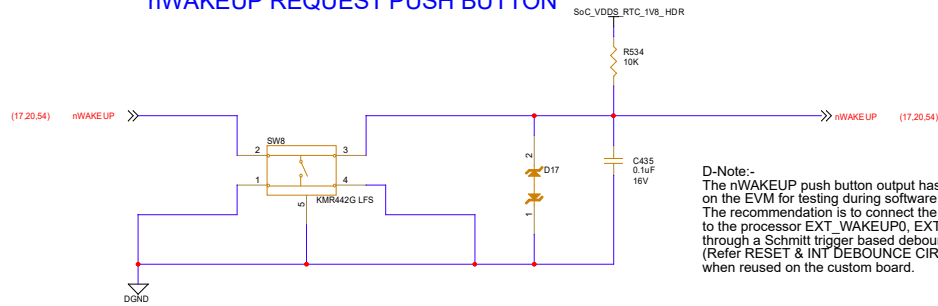 nWAKEUP REQUEST PUSH BUTTON
SoC_VDDS_RTC_1V8_HDR
R534
10K
(17,20,54) nWAKEUP
nWAKEUP (17,20,54)
SW8
2
3
1
4
5
KMR442G LFS
2
D17
1
C435
0.1uF
16V
D-Note:-
The nWAKEUP push button output has
on the EVM for testing during software
The recommendation is to connect the
to the processor EXT_WAKEUP0, EXT
through a Schmitt trigger based debou
(Refer RESET & INT DEBOUNCE CIR
when reused on the custom board.
DGND